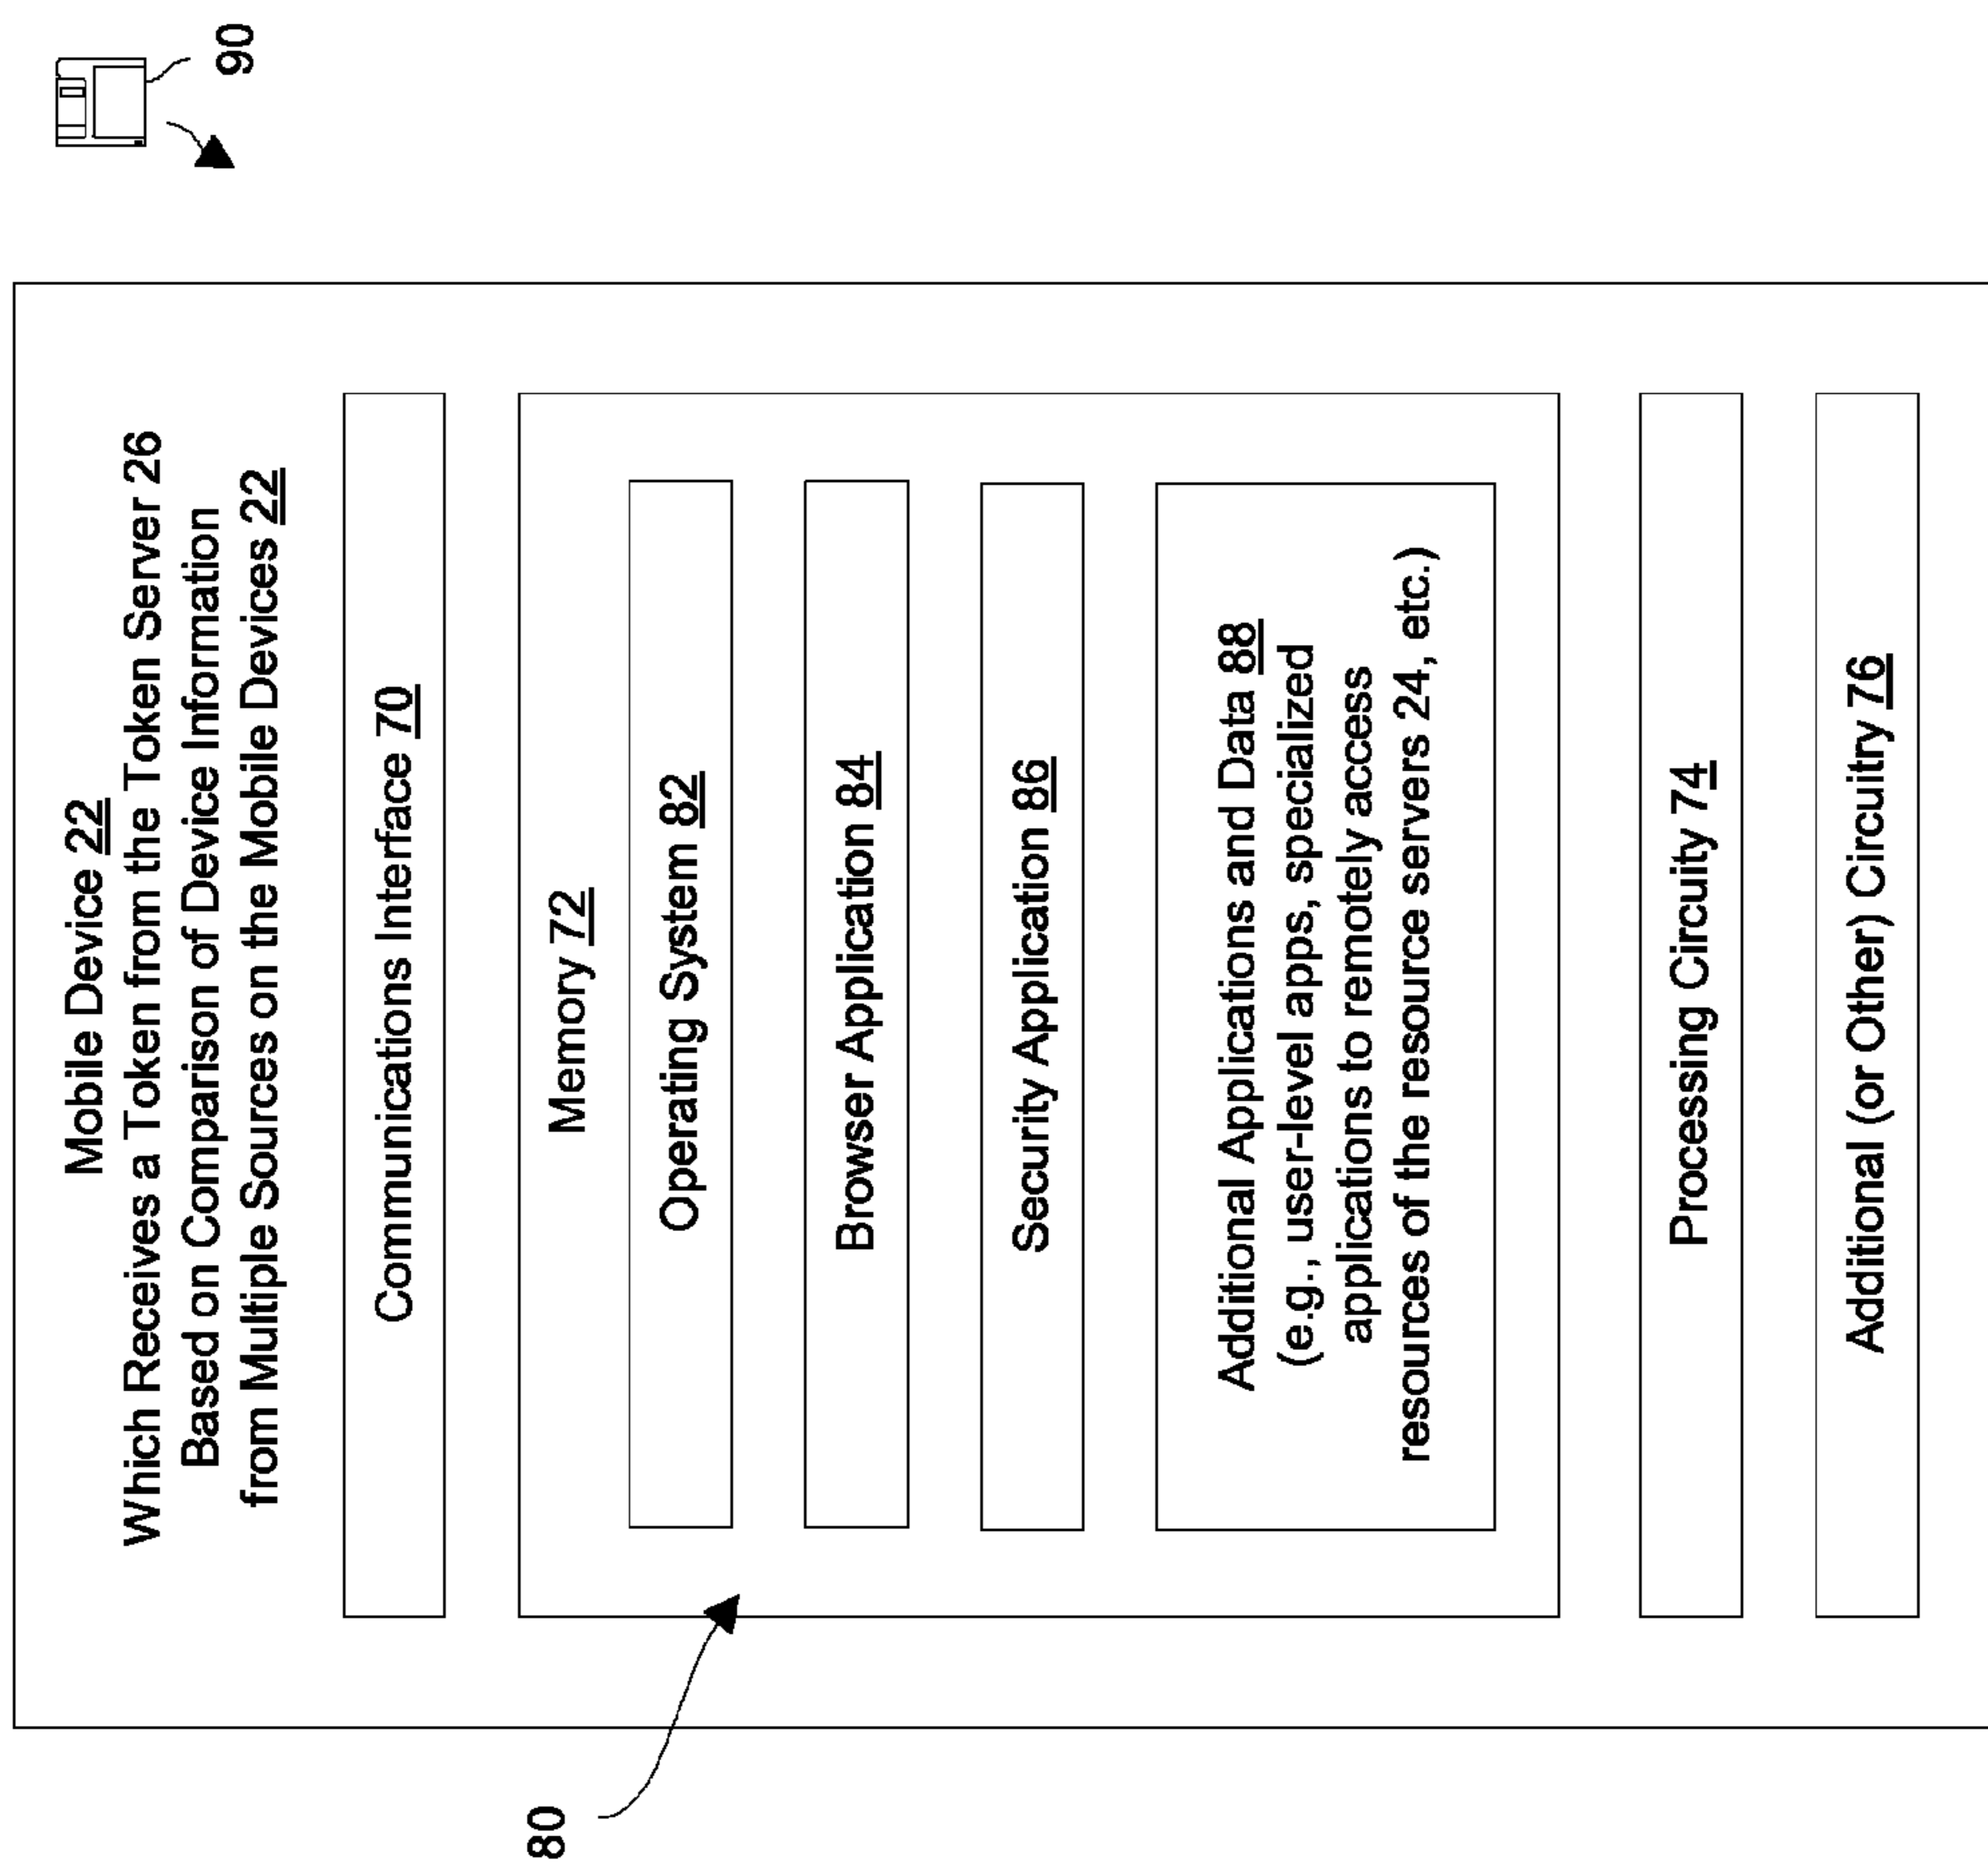 90
Mobile Device 22
Which Receives a Token from the Token Server 26
Based on Comparison of Device Information
from Multiple Sources on the Mobile Devices 22
Communications Interface 70
80
Memory 72
Operating System 82
Browser Application 84
Security Application 86
Additional Applications and Data 88
(e.g., user-level apps, specialized
applications to remotely access
resources of the resource servers 24, etc.)
Processing Circuity 74
Additional (or Other) Circuitry 76